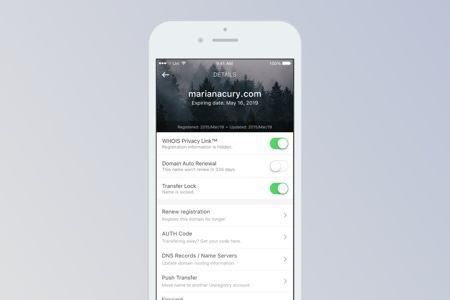 Uni 9:41 AM 100%
DETAILS
marianacury.com
Expiring date: May 16, 2019
Registered: 2015/Mar/16 • Updated: 2015/Mar/16
WHOIS Privacy Link™
Registration information is hidden.
Domain Auto Renewal
This name won't renew in 336 days.
Transfer Lock
Name is locked.
Renew registration
Register this domain for longer.
AUTH Code
Transferring away? Get your code here.
DNS Records / Name Servers
Update domain routing information.
Push Transfer
Move name to another Uniregistry account.
Forward